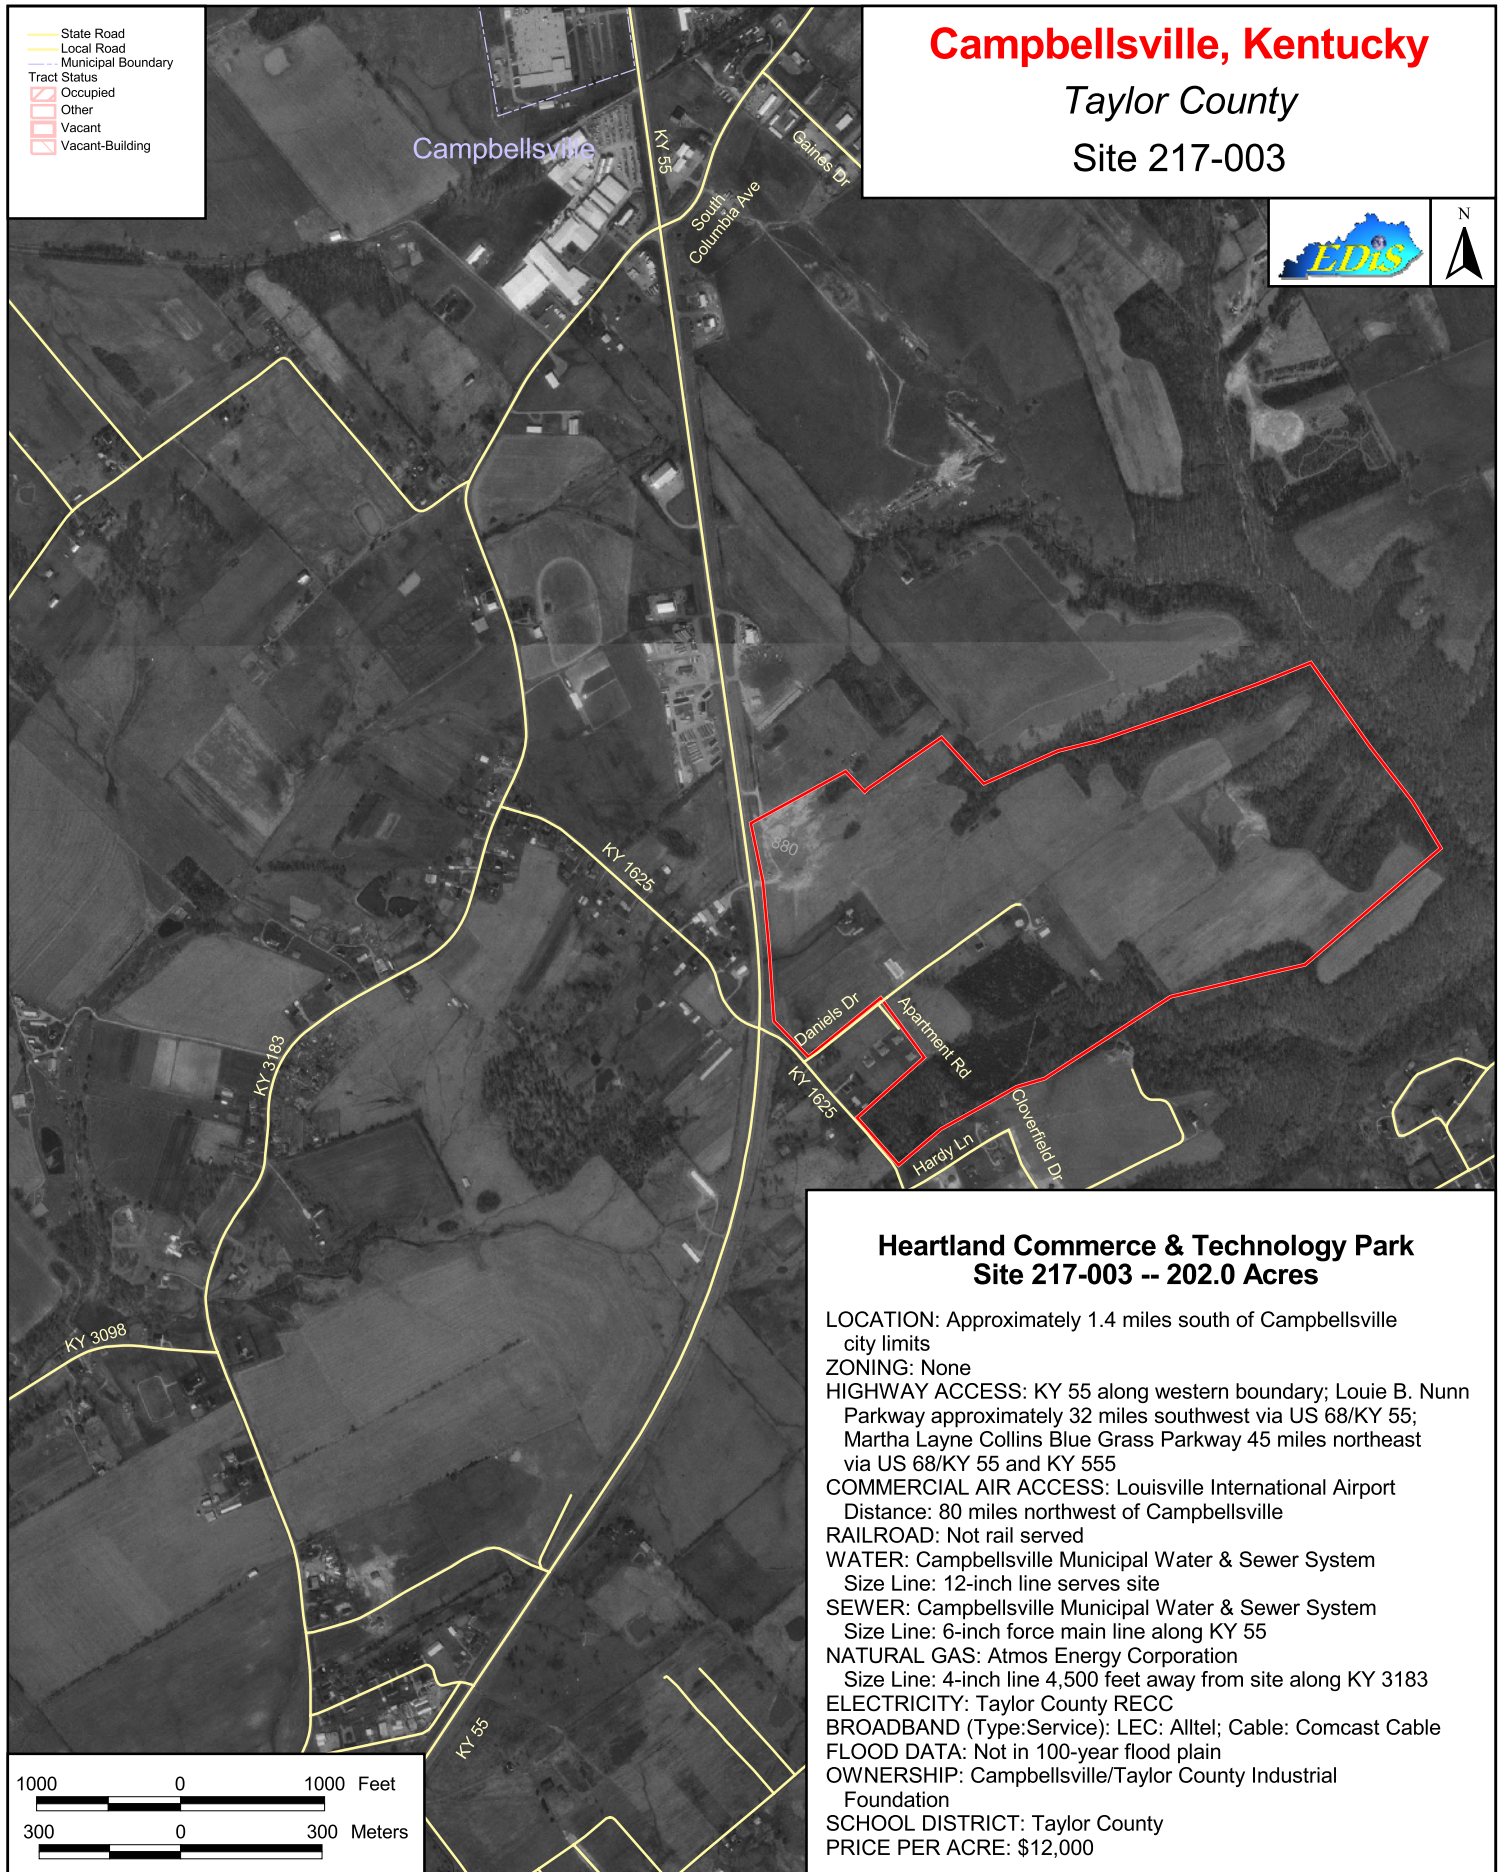 State Road
Local Road
Municipal Boundary
Tract Status
Occupied
Other
Vacant
Vacant-Building
Campbellsville, Kentucky
Taylor County
Site 217-003
EDiS
N
Campbellsville
KY 55
Gaines Dr
South
Columbia Ave
KY 1625
880
KY 3183
Daniels Dr
Apartment Rd
KY 1625
Cloverfield Dr
Hardy Ln
KY 3098
KY 55
Heartland Commerce & Technology Park
Site 217-003 -- 202.0 Acres
LOCATION: Approximately 1.4 miles south of Campbellsville
city limits
ZONING: None
HIGHWAY ACCESS: KY 55 along western boundary; Louie B. Nunn
Parkway approximately 32 miles southwest via US 68/KY 55;
Martha Layne Collins Blue Grass Parkway 45 miles northeast
via US 68/KY 55 and KY 555
COMMERCIAL AIR ACCESS: Louisville International Airport
Distance: 80 miles northwest of Campbellsville
RAILROAD: Not rail served
WATER: Campbellsville Municipal Water & Sewer System
Size Line: 12-inch line serves site
SEWER: Campbellsville Municipal Water & Sewer System
Size Line: 6-inch force main line along KY 55
NATURAL GAS: Atmos Energy Corporation
Size Line: 4-inch line 4,500 feet away from site along KY 3183
ELECTRICITY: Taylor County RECC
BROADBAND (Type:Service): LEC: Alltel; Cable: Comcast Cable
FLOOD DATA: Not in 100-year flood plain
OWNERSHIP: Campbellsville/Taylor County Industrial
Foundation
SCHOOL DISTRICT: Taylor County
PRICE PER ACRE: $12,000
1000 0 1000 Feet
300 0 300 Meters